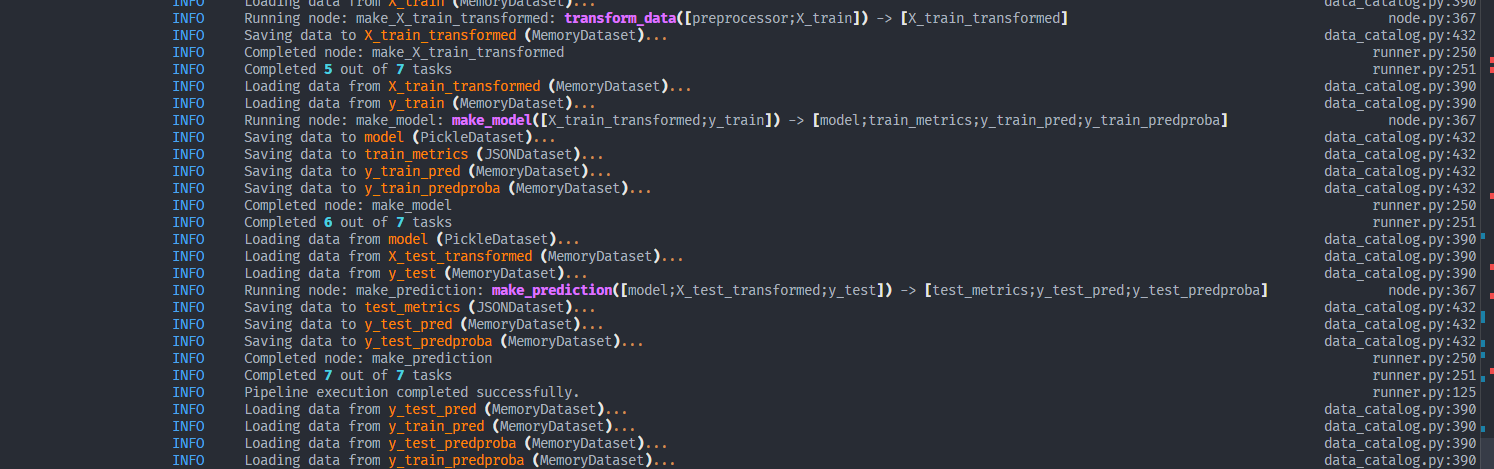 INFO Loading data from X_train (MemoryDataset)... data_catalog.py:390
INFO Running node: make_X_train_transformed: transform_data([preprocessor;X_train]) -> [X_train_transformed] node.py:367
INFO Saving data to X_train_transformed (MemoryDataset)... data_catalog.py:432
INFO Completed node: make_X_train_transformed runner.py:250
INFO Completed 5 out of 7 tasks runner.py:251
INFO Loading data from X_train_transformed (MemoryDataset)... data_catalog.py:390
INFO Loading data from y_train (MemoryDataset)... data_catalog.py:390
INFO Running node: make_model: make_model([X_train_transformed;y_train]) -> [model;train_metrics;y_train_pred;y_train_predproba] node.py:367
INFO Saving data to model (PickleDataset)... data_catalog.py:432
INFO Saving data to train_metrics (JSONDataset)... data_catalog.py:432
INFO Saving data to y_train_pred (MemoryDataset)... data_catalog.py:432
INFO Saving data to y_train_predproba (MemoryDataset)... data_catalog.py:432
INFO Completed node: make_model runner.py:250
INFO Completed 6 out of 7 tasks runner.py:251
INFO Loading data from model (PickleDataset)... data_catalog.py:390
INFO Loading data from X_test_transformed (MemoryDataset)... data_catalog.py:390
INFO Loading data from y_test (MemoryDataset)... data_catalog.py:390
INFO Running node: make_prediction: make_prediction([model;X_test_transformed;y_test]) -> [test_metrics;y_test_pred;y_test_predproba] node.py:367
INFO Saving data to test_metrics (JSONDataset)... data_catalog.py:432
INFO Saving data to y_test_pred (MemoryDataset)... data_catalog.py:432
INFO Saving data to y_test_predproba (MemoryDataset)... data_catalog.py:432
INFO Completed node: make_prediction runner.py:250
INFO Completed 7 out of 7 tasks runner.py:251
INFO Pipeline execution completed successfully. runner.py:125
INFO Loading data from y_test_pred (MemoryDataset)... data_catalog.py:390
INFO Loading data from y_train_pred (MemoryDataset)... data_catalog.py:390
INFO Loading data from y_test_predproba (MemoryDataset)... data_catalog.py:390
INFO Loading data from y_train_predproba (MemoryDataset)... data_catalog.py:390